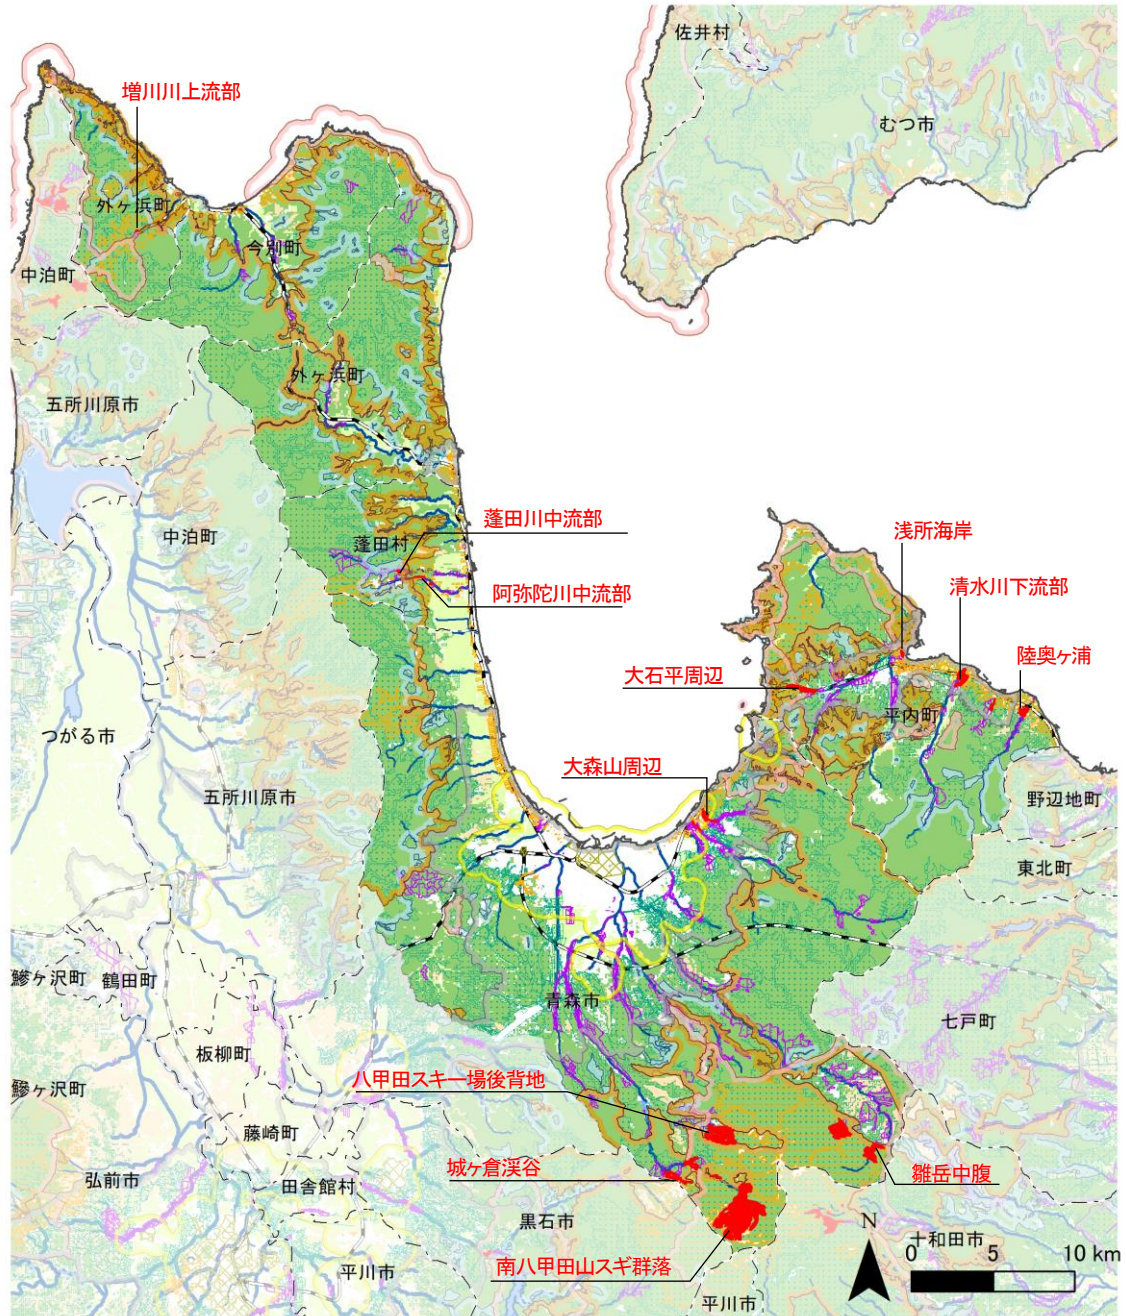 佐井村
増川川上流部
むつ市
外ヶ浜町
今別町
中泊町
外ヶ浜町
五所川原市
蓬田川中流部
浅所海岸
中泊町
蓬田村
清水川下流部
阿弥陀川中流部
陸奥ヶ浦
大石平周辺
平内町
つがる市
大森山周辺
五所川原市
野辺地町
東北町
鰺ヶ沢町
鶴田町
青森市
七戸町
板柳町
八甲田スキー場後背地
鰺ヶ沢町
藤崎町
城ヶ倉渓谷
雛岳中腹
弘前市
田舎館村
黒石市
N
十和田市
0 5 10 km
南八甲田山スギ群落
平川市
平川市